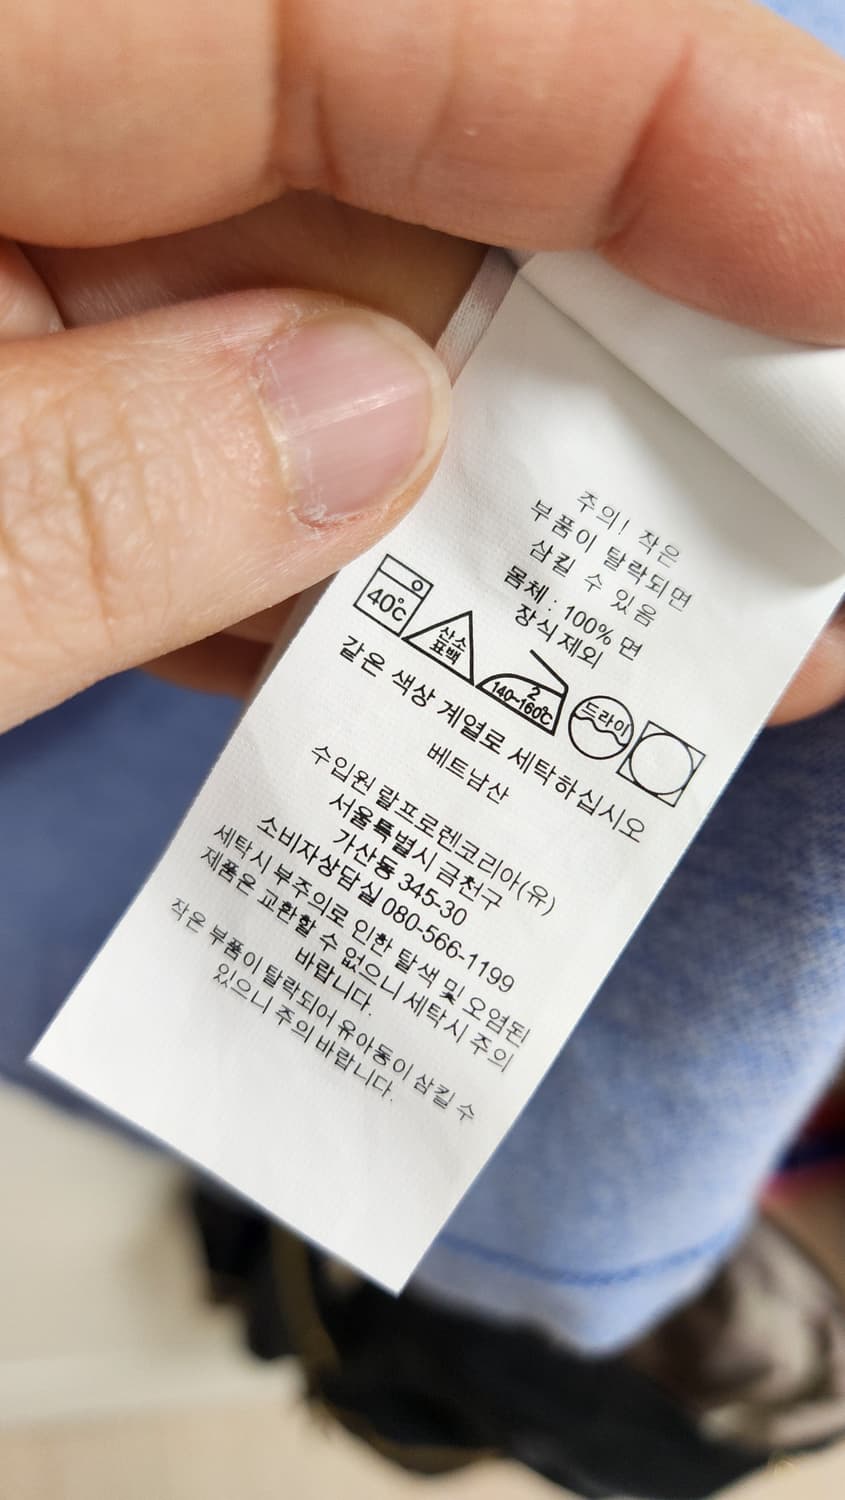 주의! 작은
부품이 탈락되면
삼킬 수 있음
몸체 : 100% 면
장식제외
40℃
산소
표백
2
140~160℃
드라이
같은 색상 계열로 세탁하십시오
베트남산
수입원 랄프로렌코리아(유)
서울특별시 금천구
가산동 345-30
소비자상담실 080-566-1199
세탁시 부주의로 인한 탈색 및 오염된
제품은 교환할 수 없으니 세탁시 주의
바랍니다.
작은 부품이 탈락되어 유아동이 삼킬 수
있으니 주의 바랍니다.